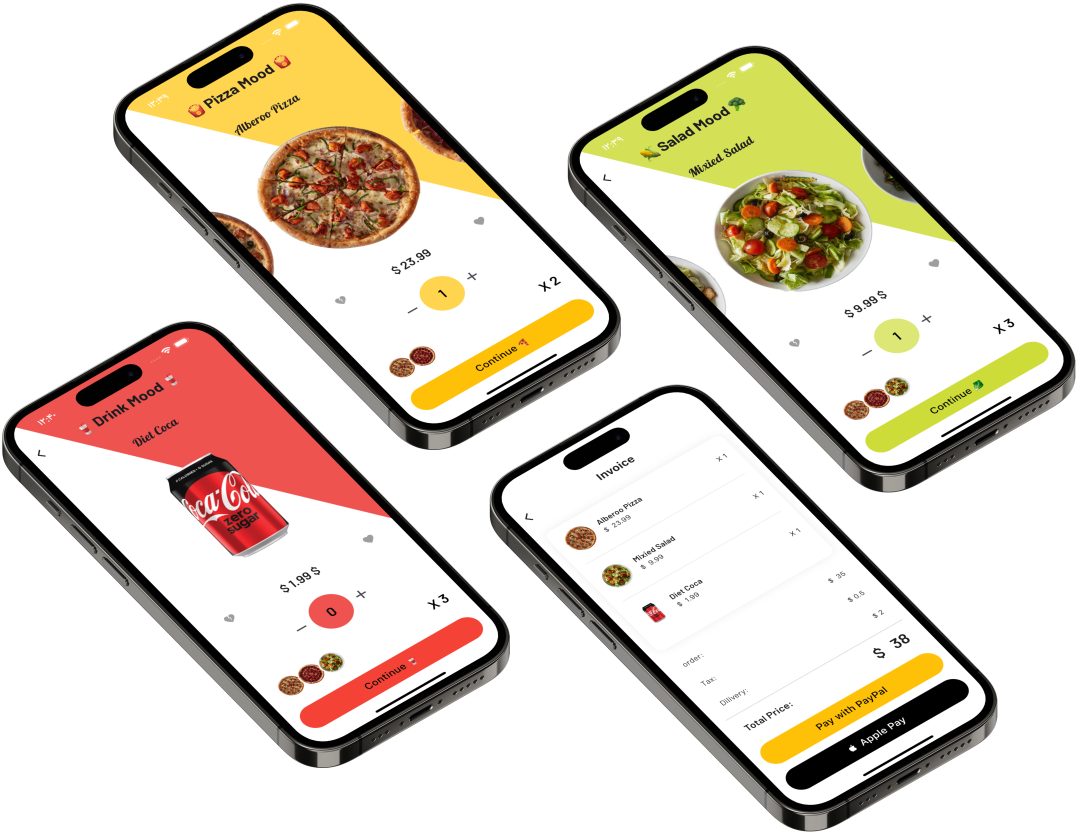 ١٢:٣٩
Pizza Mood
Alberoo Pizza
$ 23.99
1
X 2
Continue
١٢:٣٩
Salad Mood
Mixied Salad
$ 9.99 $
1
X 3
Continue
١٢:٤٠
Drink Mood
Diet Coca
Coca-Cola
zero
sugar
$ 1.99 $
0
X 3
Continue
Invoice
Alberoo Pizza X 1
$ 23.99
Mixied Salad X 1
$ 9.99
Diet Coca X 1
$ 1.99
order: $ 35
Tax: $ 0.5
Dilivery: $ 2
Total Price: $ 38
Pay with PayPal
Apple Pay